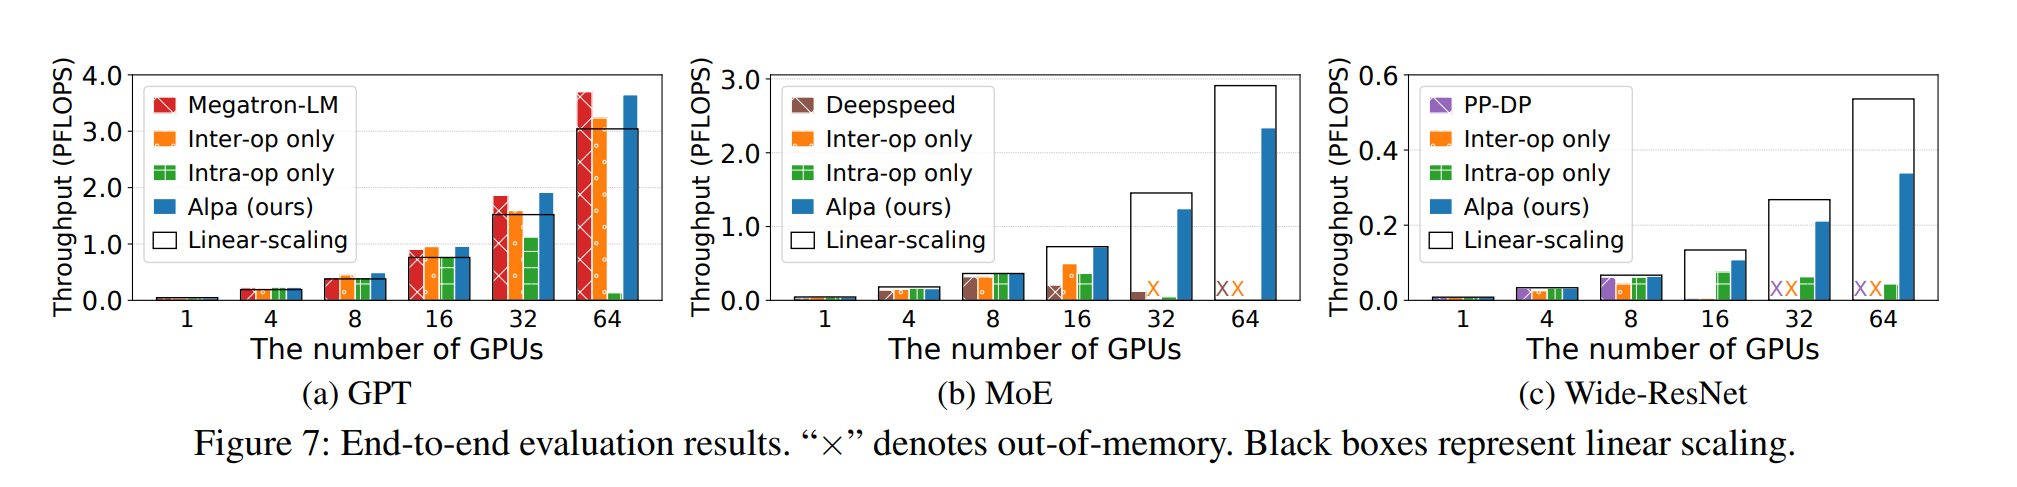 Throughput (PFLOPS)
4.0
3.0
2.0
1.0
0.0
Megatron-LM
Inter-op only
Intra-op only
Alpa (ours)
Linear-scaling
1 4 8 16 32 64
The number of GPUs
(a) GPT
Throughput (PFLOPS)
3.0
2.0
1.0
0.0
Deepspeed
Inter-op only
Intra-op only
Alpa (ours)
Linear-scaling
X
X X
1 4 8 16 32 64
The number of GPUs
(b) MoE
Throughput (PFLOPS)
0.6
0.4
0.2
0.0
PP-DP
Inter-op only
Intra-op only
Alpa (ours)
Linear-scaling
X X
X X
1 4 8 16 32 64
The number of GPUs
(c) Wide-ResNet
Figure 7: End-to-end evaluation results. “×” denotes out-of-memory. Black boxes represent linear scaling.